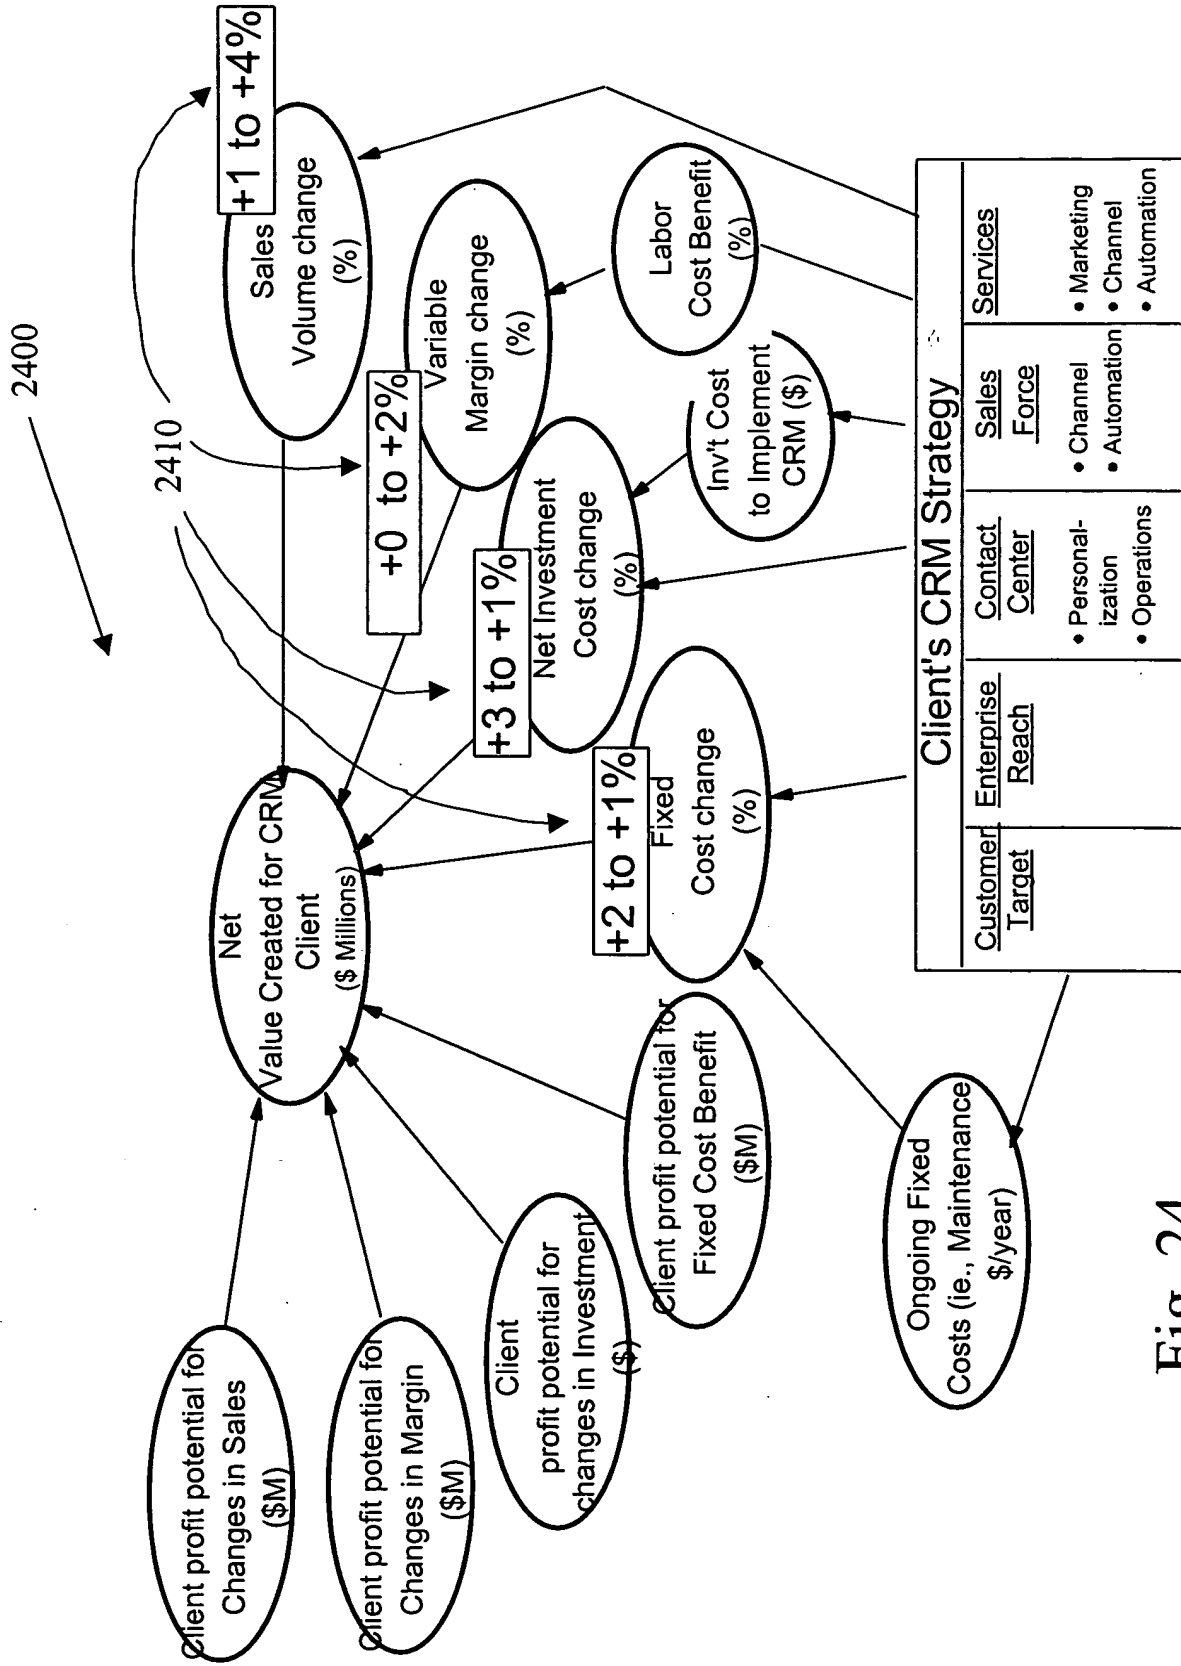 2400
2410
+1 to +4%
Sales
Volume change
(%)
+0 to +2%
Variable
Margin change
(%)
+3 to +1%
Net Investment
Cost change
(%)
+2 to +1%
Fixed
Cost change
(%)
Labor
Cost Benefit
(%)
Inv't Cost
to Implement
CRM ($)
Net
Value Created for CRM
Client
($ Millions)
Client profit potential for
Changes in Sales
($M)
Client profit potential for
Changes in Margin
($M)
Client
profit potential for
changes in Investment
($)
Client profit potential for
Fixed Cost Benefit
($M)
Ongoing Fixed
Costs (ie., Maintenance
$/year)
Client's CRM Strategy
Customer
Target
Enterprise
Reach
Contact
Center
• Personal-
ization
• Operations
Sales
Force
• Channel
• Automation
Services
• Marketing
• Channel
• Automation
Fig. 24